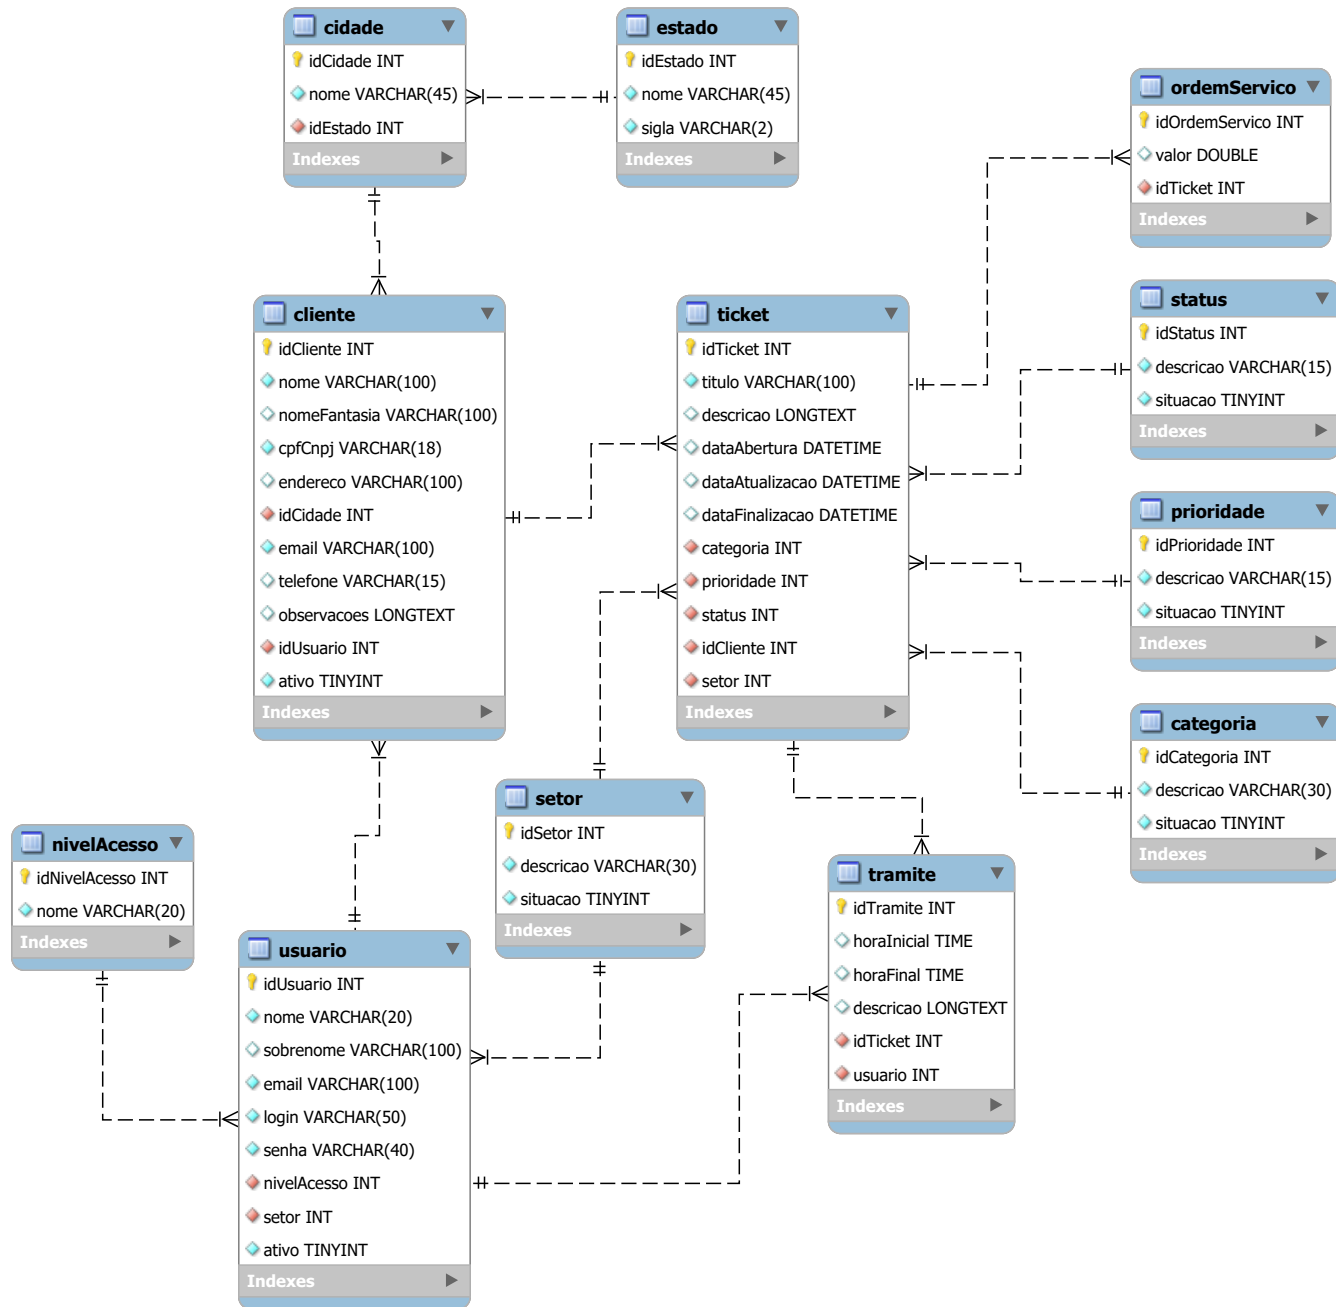 cidade
idCidade INT
nome VARCHAR(45)
idEstado INT
Indexes
estado
idEstado INT
nome VARCHAR(45)
sigla VARCHAR(2)
Indexes
ordemServico
idOrdemServico INT
valor DOUBLE
idTicket INT
Indexes
cliente
idCliente INT
nome VARCHAR(100)
nomeFantasia VARCHAR(100)
cpfCnpj VARCHAR(18)
endereco VARCHAR(100)
idCidade INT
email VARCHAR(100)
telefone VARCHAR(15)
observacoes LONGTEXT
idUsuario INT
ativo TINYINT
Indexes
ticket
idTicket INT
titulo VARCHAR(100)
descricao LONGTEXT
dataAbertura DATETIME
dataAtualizacao DATETIME
dataFinalizacao DATETIME
categoria INT
prioridade INT
status INT
idCliente INT
setor INT
Indexes
status
idStatus INT
descricao VARCHAR(15)
situacao TINYINT
Indexes
prioridade
idPrioridade INT
descricao VARCHAR(15)
situacao TINYINT
Indexes
categoria
idCategoria INT
descricao VARCHAR(30)
situacao TINYINT
Indexes
setor
idSetor INT
descricao VARCHAR(30)
situacao TINYINT
Indexes
nivelAcesso
idNivelAcesso INT
nome VARCHAR(20)
Indexes
tramite
idTramite INT
horaInicial TIME
horaFinal TIME
descricao LONGTEXT
idTicket INT
usuario INT
Indexes
usuario
idUsuario INT
nome VARCHAR(20)
sobrenome VARCHAR(100)
email VARCHAR(100)
login VARCHAR(50)
senha VARCHAR(40)
nivelAcesso INT
setor INT
ativo TINYINT
Indexes